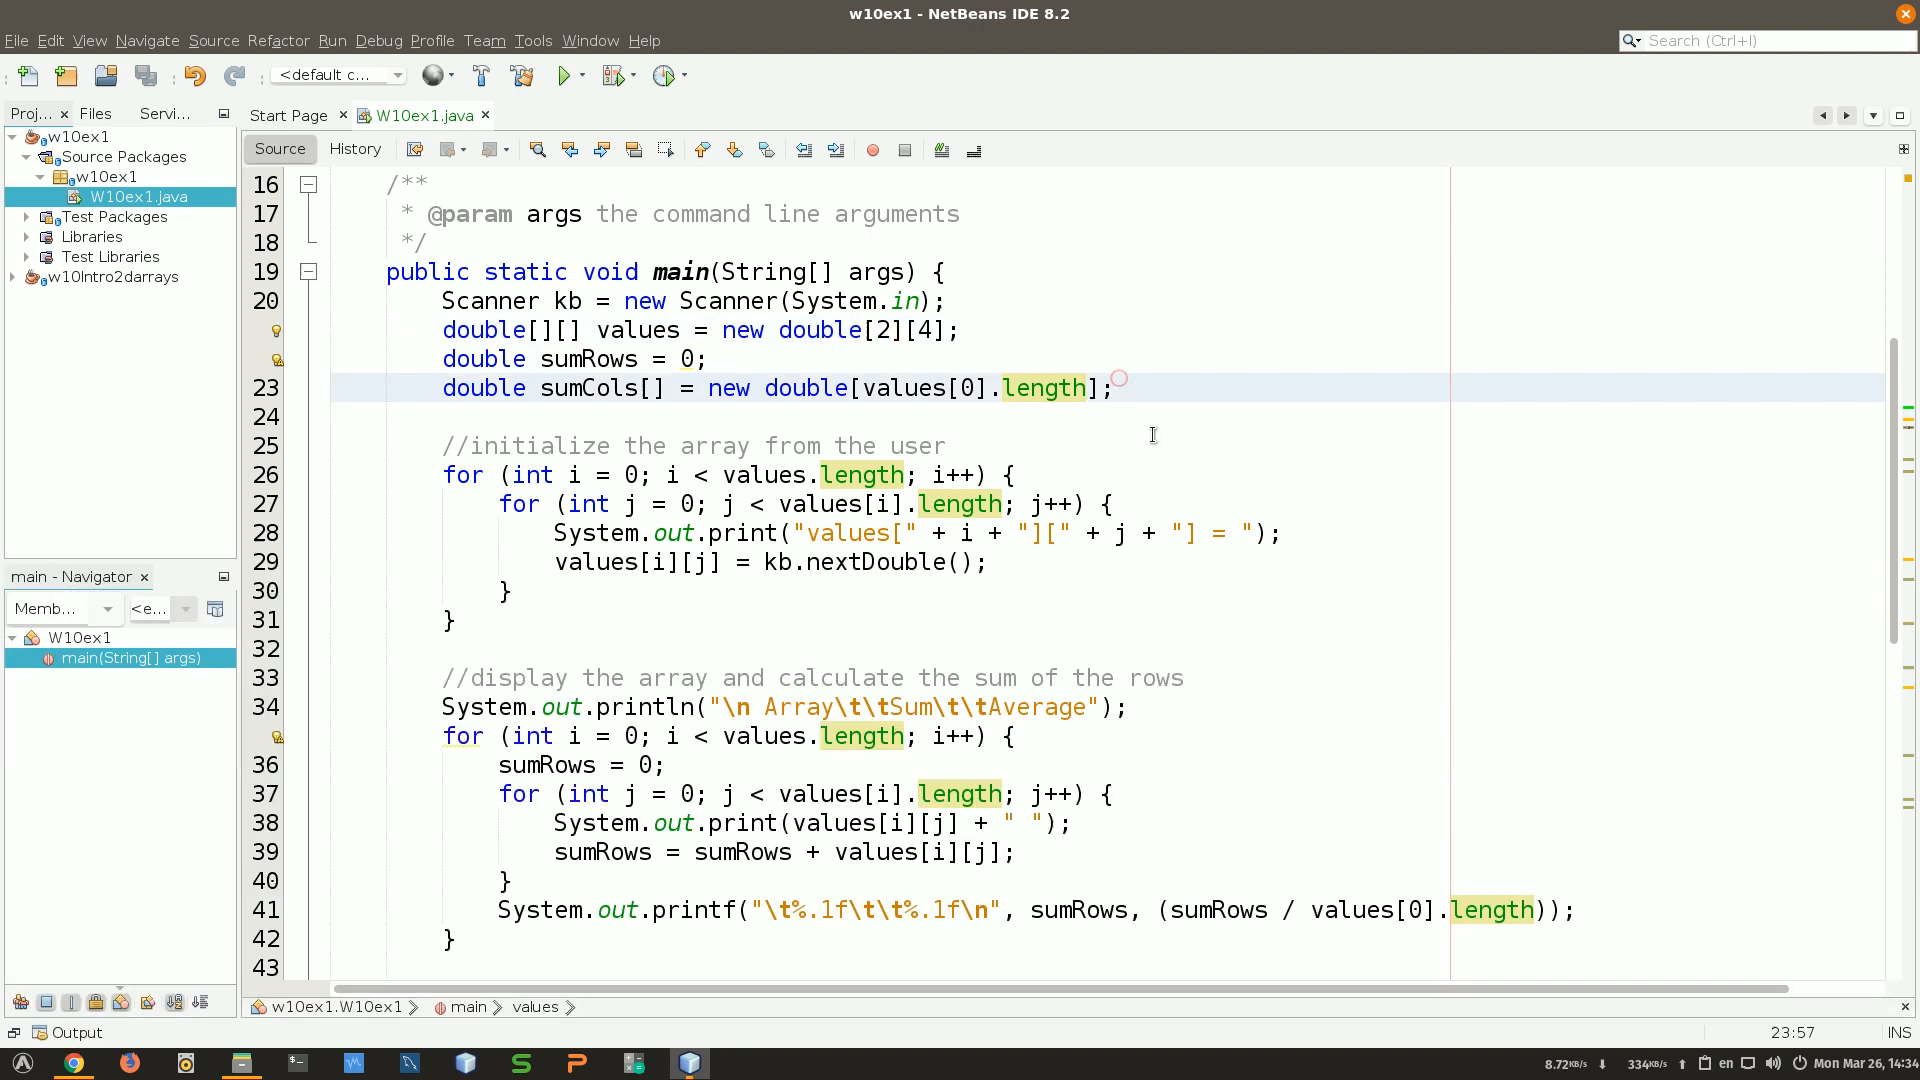 w10ex1 - NetBeans IDE 8.2
File Edit View Navigate Source Refactor Run Debug Profile Team Tools Window Help
Search (Ctrl+I)
<default c...
Proj... Files Servi...
Start Page W10ex1.java
w10ex1
Source Packages
w10ex1
W10ex1.java
Test Packages
Libraries
Test Libraries
w10Intro2darrays
Source History
16 /**
17 * @param args the command line arguments
18 */
19 public static void main(String[] args) {
20 Scanner kb = new Scanner(System.in);
double[][] values = new double[2][4];
double sumRows = 0;
23 double sumCols[] = new double[values[0].length];
24
25 //initialize the array from the user
26 for (int i = 0; i < values.length; i++) {
27 for (int j = 0; j < values[i].length; j++) {
28 System.out.print("values[" + i + "][" + j + "] = ");
29 values[i][j] = kb.nextDouble();
30 }
31 }
32
33 //display the array and calculate the sum of the rows
34 System.out.println("\n Array\t\tSum\t\tAverage");
for (int i = 0; i < values.length; i++) {
36 sumRows = 0;
37 for (int j = 0; j < values[i].length; j++) {
38 System.out.print(values[i][j] + " ");
39 sumRows = sumRows + values[i][j];
40 }
41 System.out.printf("\t%.1f\t\t%.1f\n", sumRows, (sumRows / values[0].length));
42 }
43
main - Navigator
Memb... <e...
W10ex1
main(String[] args)
w10ex1.W10ex1 main values
Output
23:57 INS
8.72KB/s 334KB/s en Mon Mar 26, 14:34